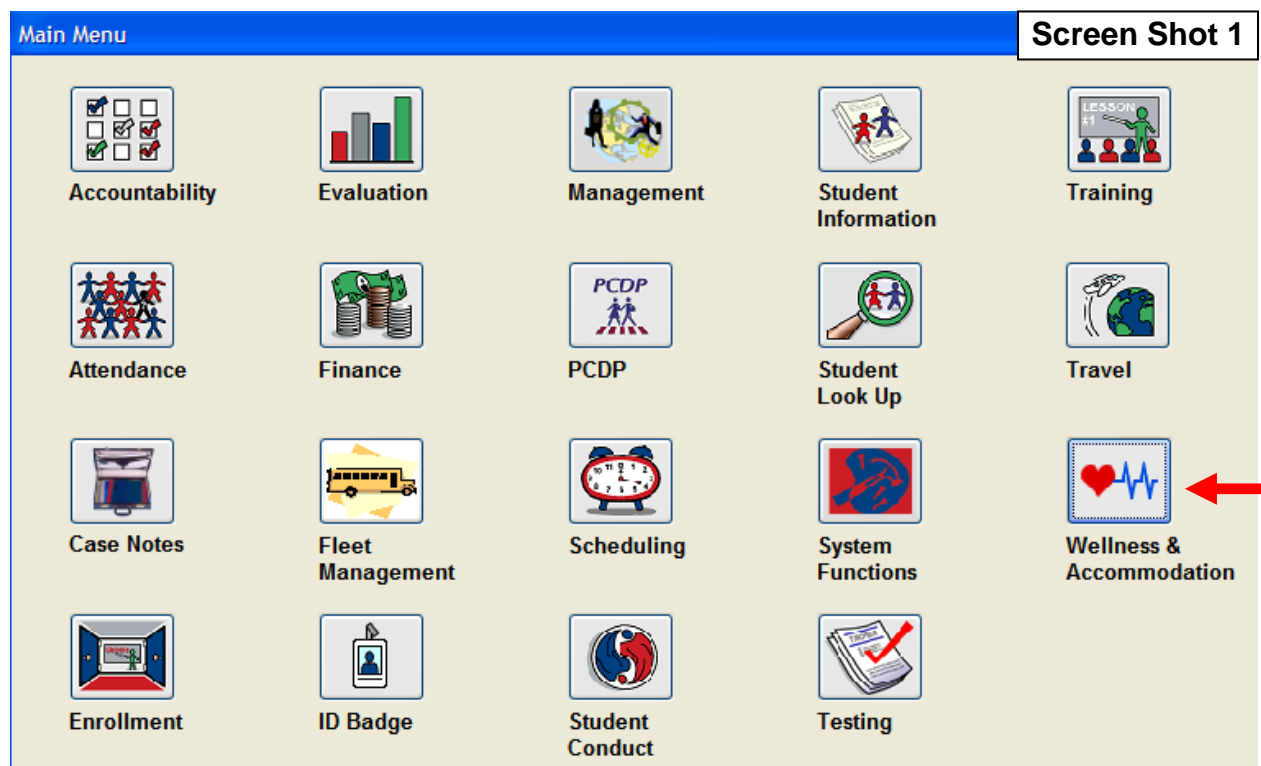 Main Menu
Screen Shot 1
LESSON
#1
Accountability
Evaluation
Management
Student
Information
Training
PCDP
Attendance
Finance
PCDP
Student
Look Up
Travel
Case Notes
Fleet
Management
Scheduling
System
Functions
Wellness &
Accommodation
Enrollment
ID Badge
Student
Conduct
Testing